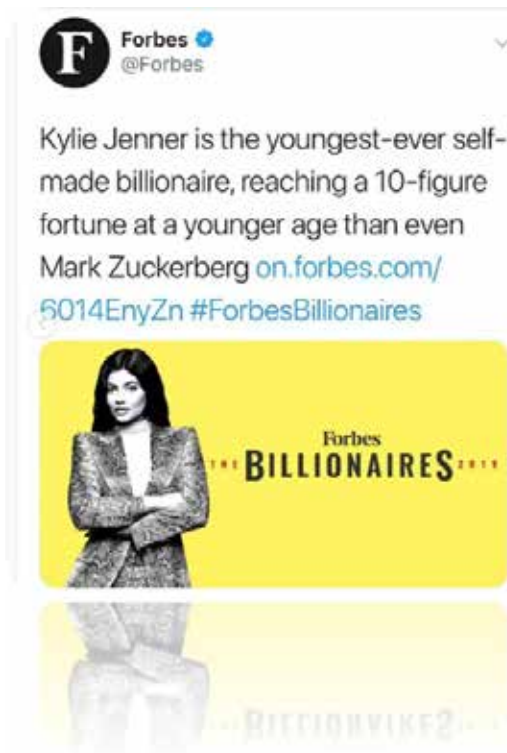 F
Forbes
@Forbes
Kylie Jenner is the youngest-ever self-
made billionaire, reaching a 10-figure
fortune at a younger age than even
Mark Zuckerberg on.forbes.com/
6014EnyZn #ForbesBillionaires
Forbes
THE BILLIONAIRES 2019